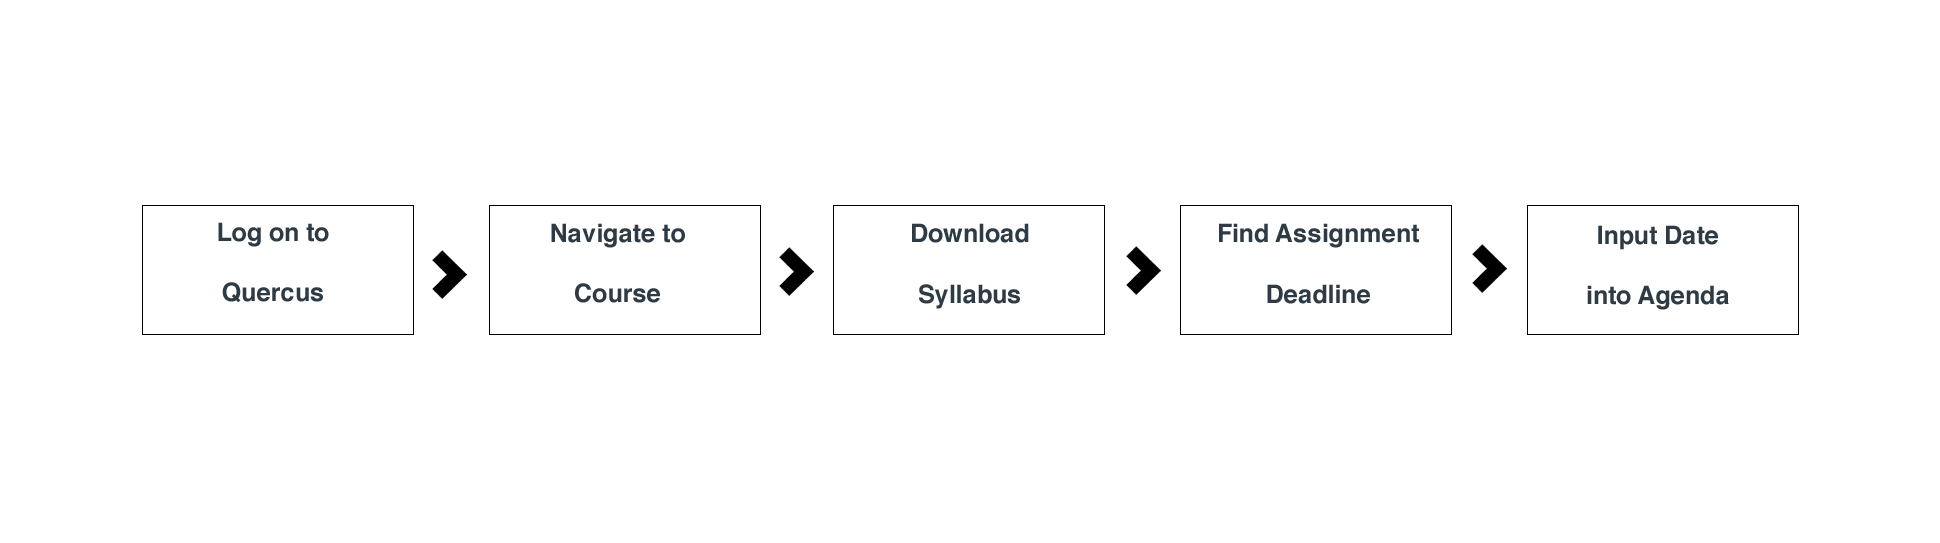 Log on to
Quercus
Navigate to
Course
Download
Syllabus
Find Assignment
Deadline
Input Date
into Agenda